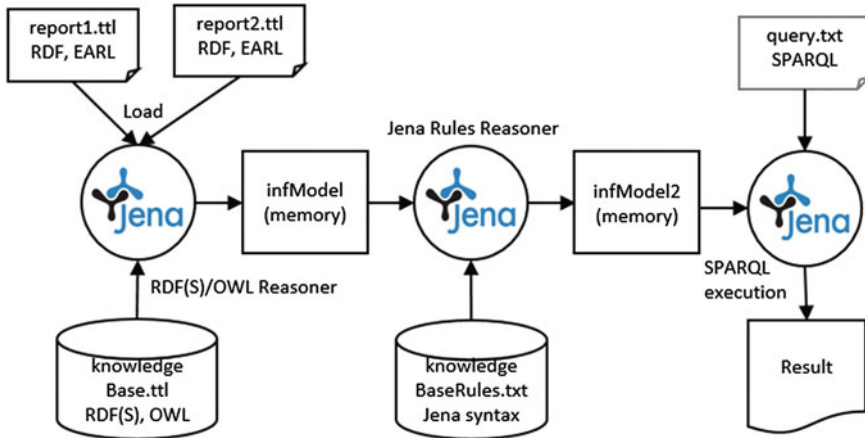 report1.ttl
RDF, EARL
report2.ttl
RDF, EARL
query.txt
SPARQL
Load
Jena Rules Reasoner
Jena
infModel
(memory)
Jena
infModel2
(memory)
Jena
RDF(S)/OWL Reasoner
SPARQL
execution
knowledge
Base.ttl
RDF(S), OWL
knowledge
BaseRules.txt
Jena syntax
Result